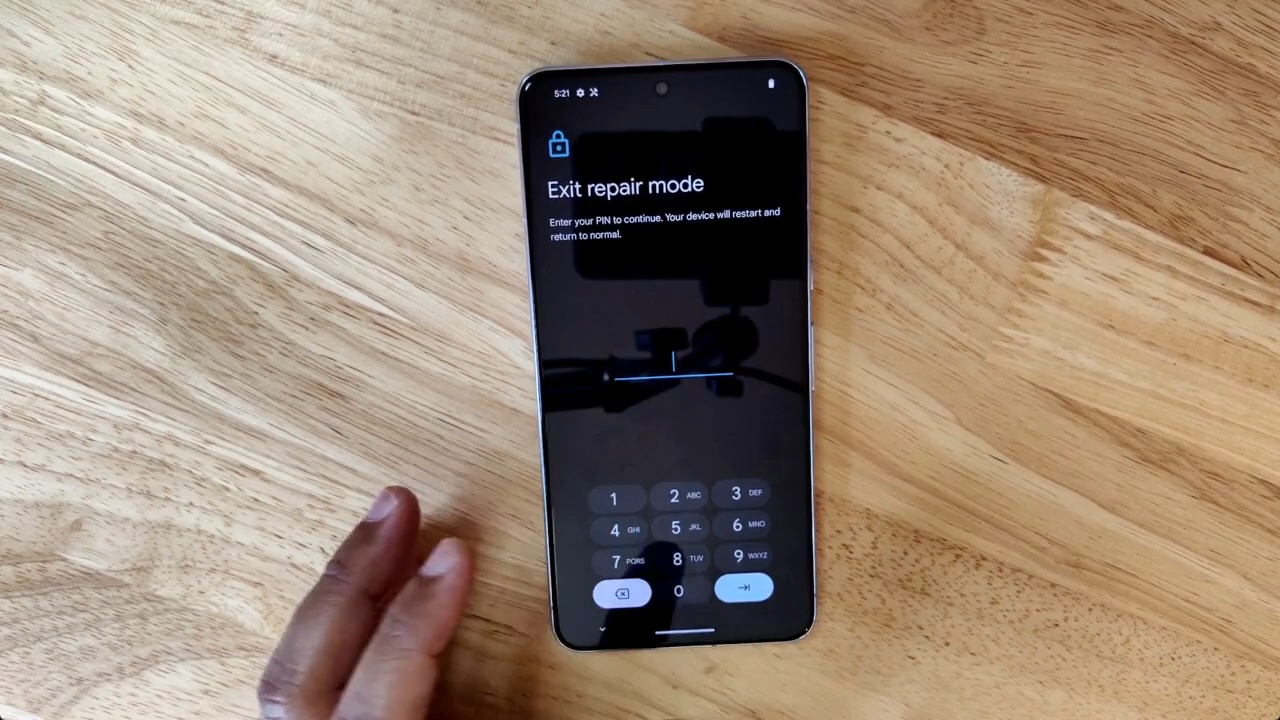 5:21
Exit repair mode
Enter your PIN to continue. Your device will restart and
return to normal.
1 2 ABC 3 DEF
4 GHI 5 JKL 6 MNO
7 PQRS 8 TUV 9 WXYZ
0